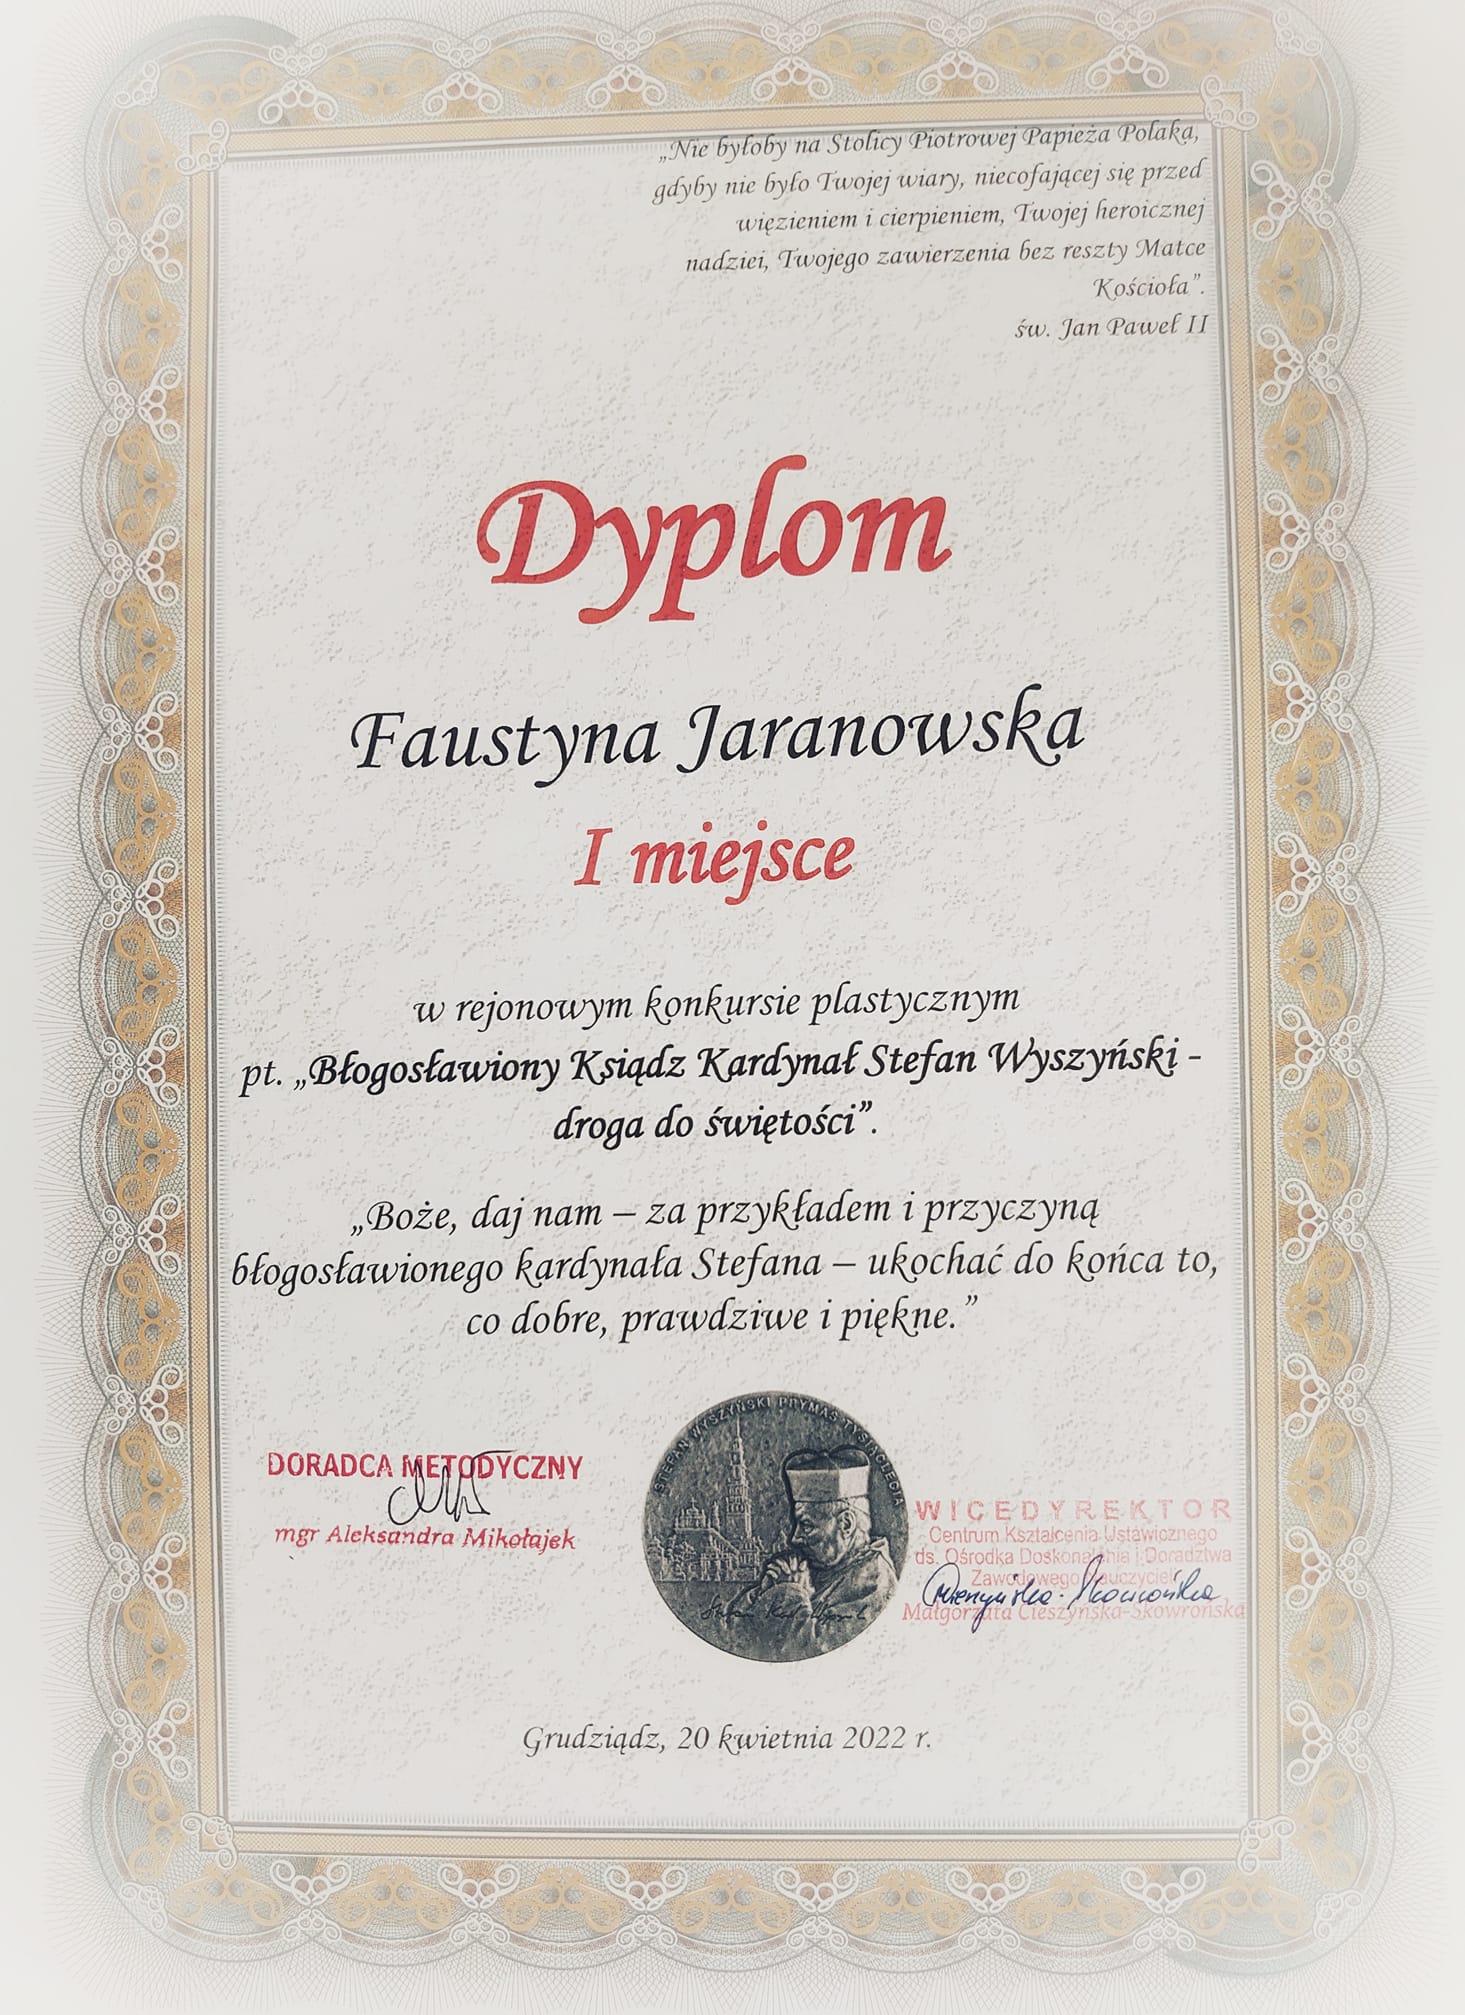 „Nie byłoby na Stolicy Piotrowej Papieża Polaka,
gdyby nie było Twojej wiary, niecofającej się przed
więzieniem i cierpieniem, Twojej heroicznej
nadziei, Twojego zawierzenia bez reszty Matce
Kościoła”.
św. Jan Paweł II
Dyplom
Faustyna Jaranowska
I miejsce
w rejonowym konkursie plastycznym
pt. „Błogosławiony Ksiądz Kardynał Stefan Wyszyński -
droga do świętości”.
„Boże, daj nam – za przykładem i przyczyną
błogosławionego kardynała Stefana – ukochać do końca to,
co dobre, prawdziwe i piękne.”
DORADCA METODYCZNY
mgr Aleksandra Mikołajek
STEFAN WYSZYŃSKI PRYMAS TYSIĄCLECIA
WICEDYREKTOR
Centrum Kształcenia Ustawicznego
ds. Ośrodka Doskonalenia i Doradztwa
Zawodowego Nauczycieli
Małgorzata Cieszyńska-Skowrońska
Grudziądz, 20 kwietnia 2022 r.